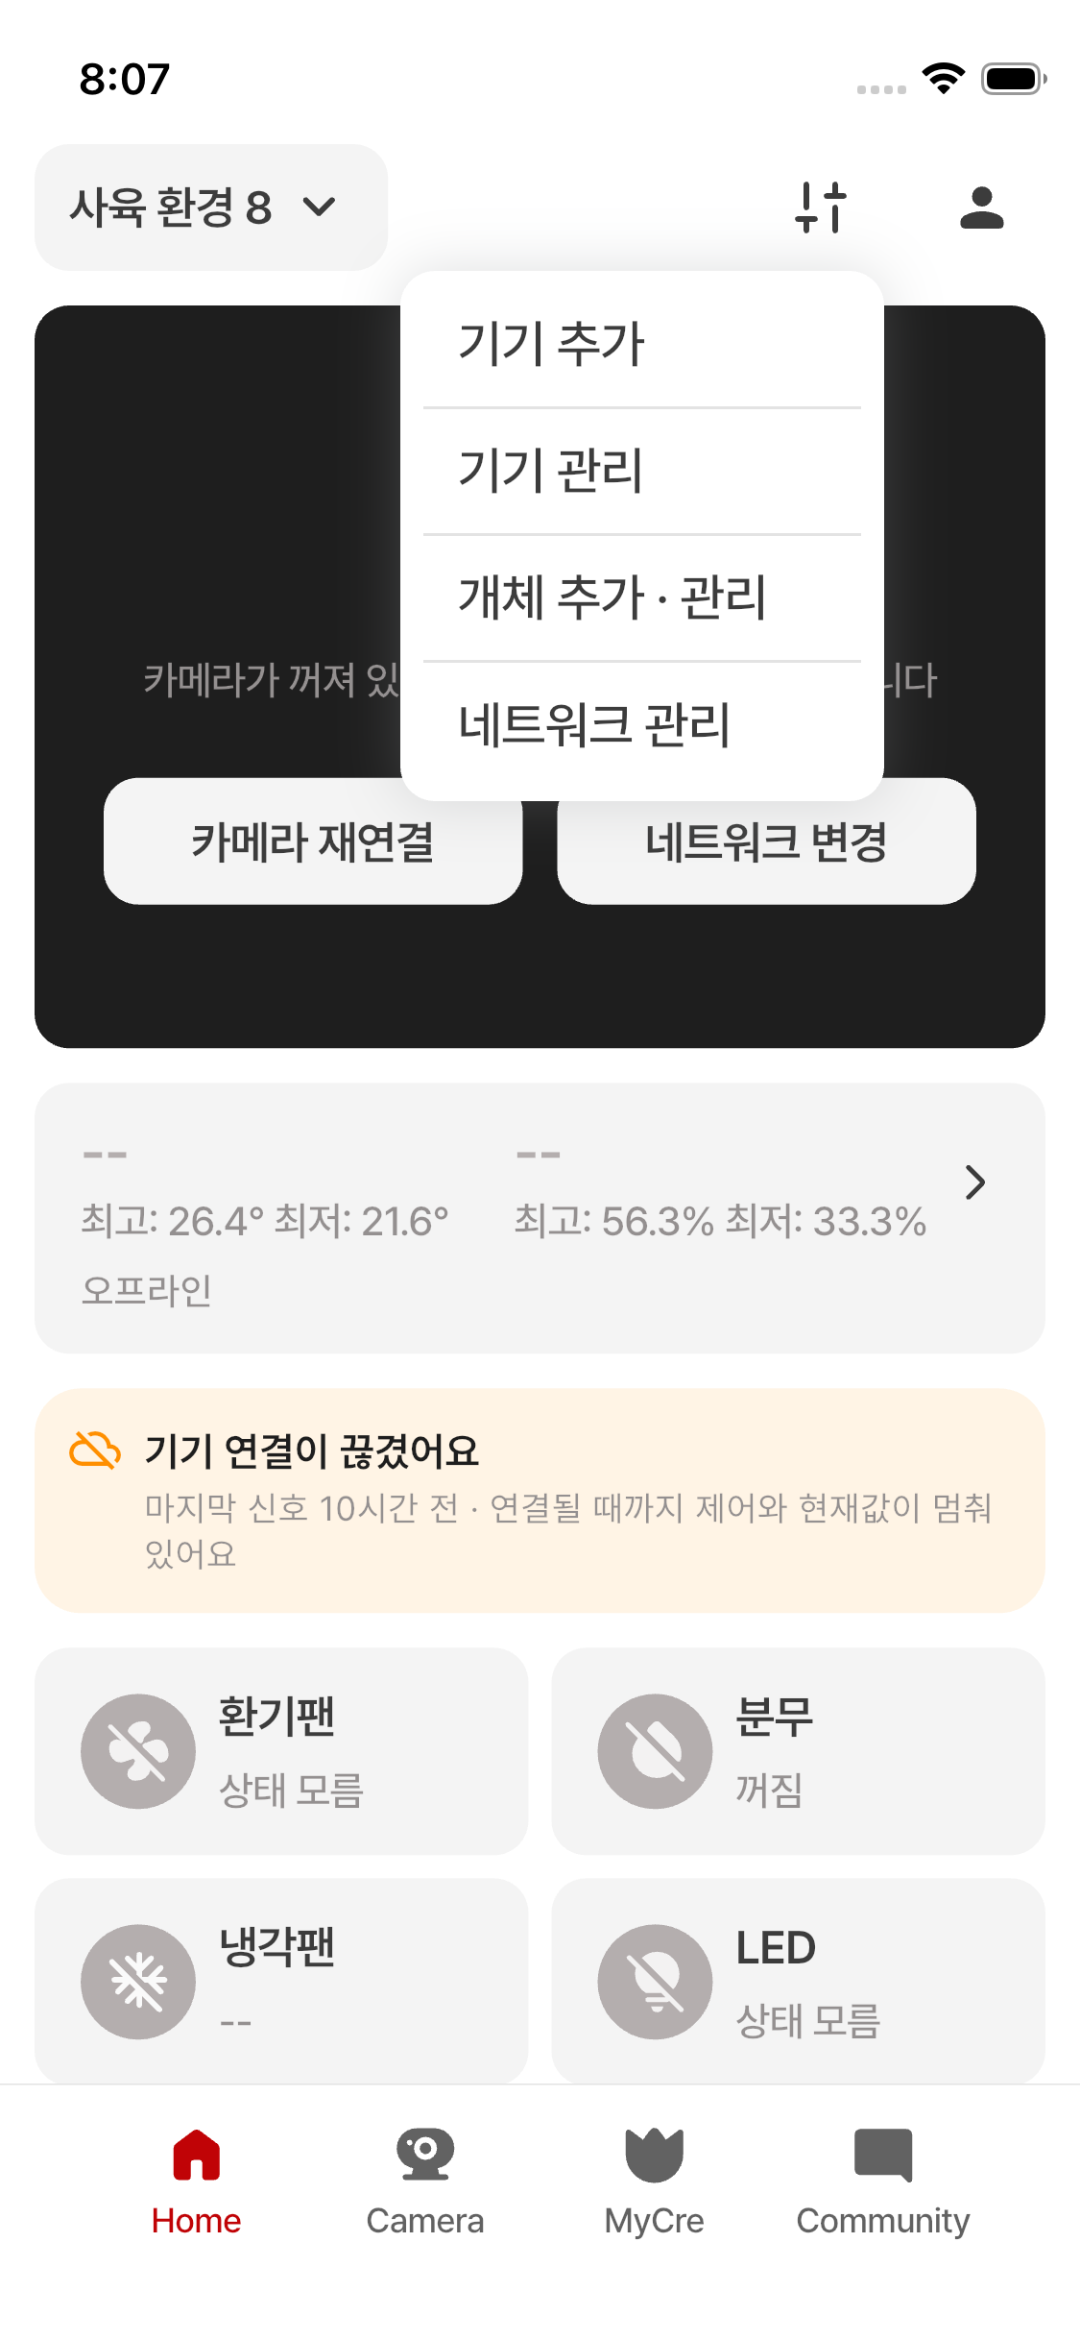 8:07
사육 환경 8
기기 추가
기기 관리
개체 추가 · 관리
네트워크 관리
카메라가 꺼져 있
니다
카메라 재연결
네트워크 변경
-- --
최고: 26.4° 최저: 21.6° 최고: 56.3% 최저: 33.3%
오프라인
기기 연결이 끊겼어요
마지막 신호 10시간 전 · 연결될 때까지 제어와 현재값이 멈춰
있어요
환기팬
상태 모름
분무
꺼짐
냉각팬
--
LED
상태 모름
Home
Camera
MyCre
Community